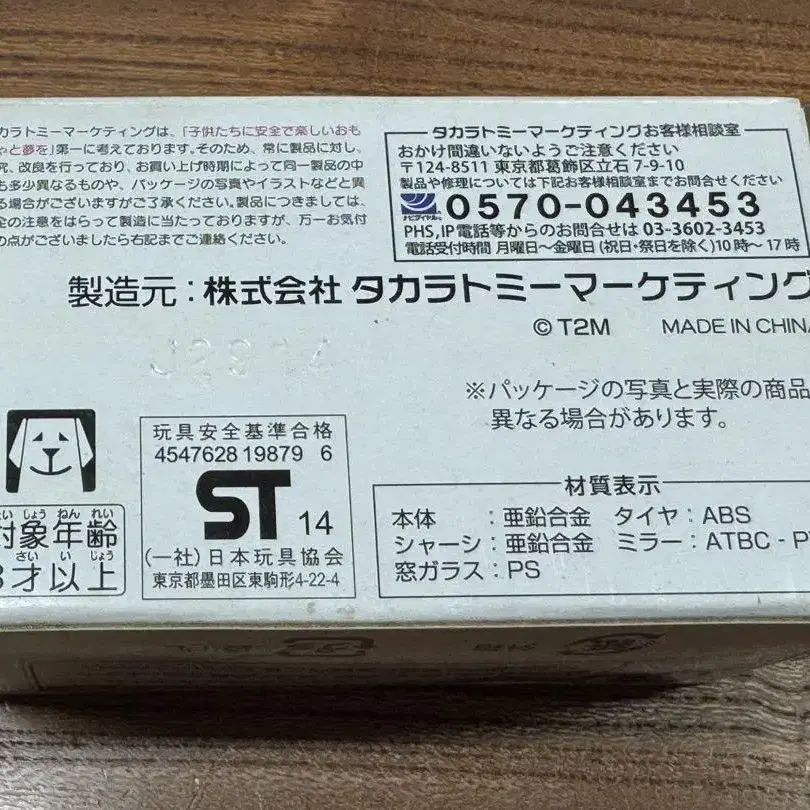 カラトミーマーケティングは、「子供たちに安全で楽しいおも
と夢を」第一に考えております。そのため、常に製品に対し、
究、改良を行っており、お買い上げ時期によって同一製品の中
も多少異なるものや、パッケージの写真やイラストなどと異
る場合がございますがご了承ください。製品につきましては、
全の注意をはらって製造に当たっておりますが、万一お気付
の点がございましたら右記までご連絡ください。
タカラトミーマーケティングお客様相談室
おかけ間違いないようご注意ください
〒124-8511 東京都葛飾区立石 7-9-10
製品や修理については下記お客様相談室までお問合せください
ナビダイヤル® 0570-043453
PHS,IP電話等からのお問合せは 03-3602-3453
電話受付時間 月曜日～金曜日(祝日・祭日を除く)10時～17時
製造元:株式会社 タカラトミーマーケティング
© T2M MADE IN CHINA
※パッケージの写真と実際の商品
異なる場合があります。
玩具安全基準合格
4547628 19879 6
ST 14
(一社)日本玩具協会
東京都墨田区東駒形4-22-4
しょう ねん れい
対象年齢
さい い じょう
3才以上
材質表示
本体 :亜鉛合金 タイヤ:ABS
シャーシ:亜鉛合金 ミラー:ATBC - P
窓ガラス:PS